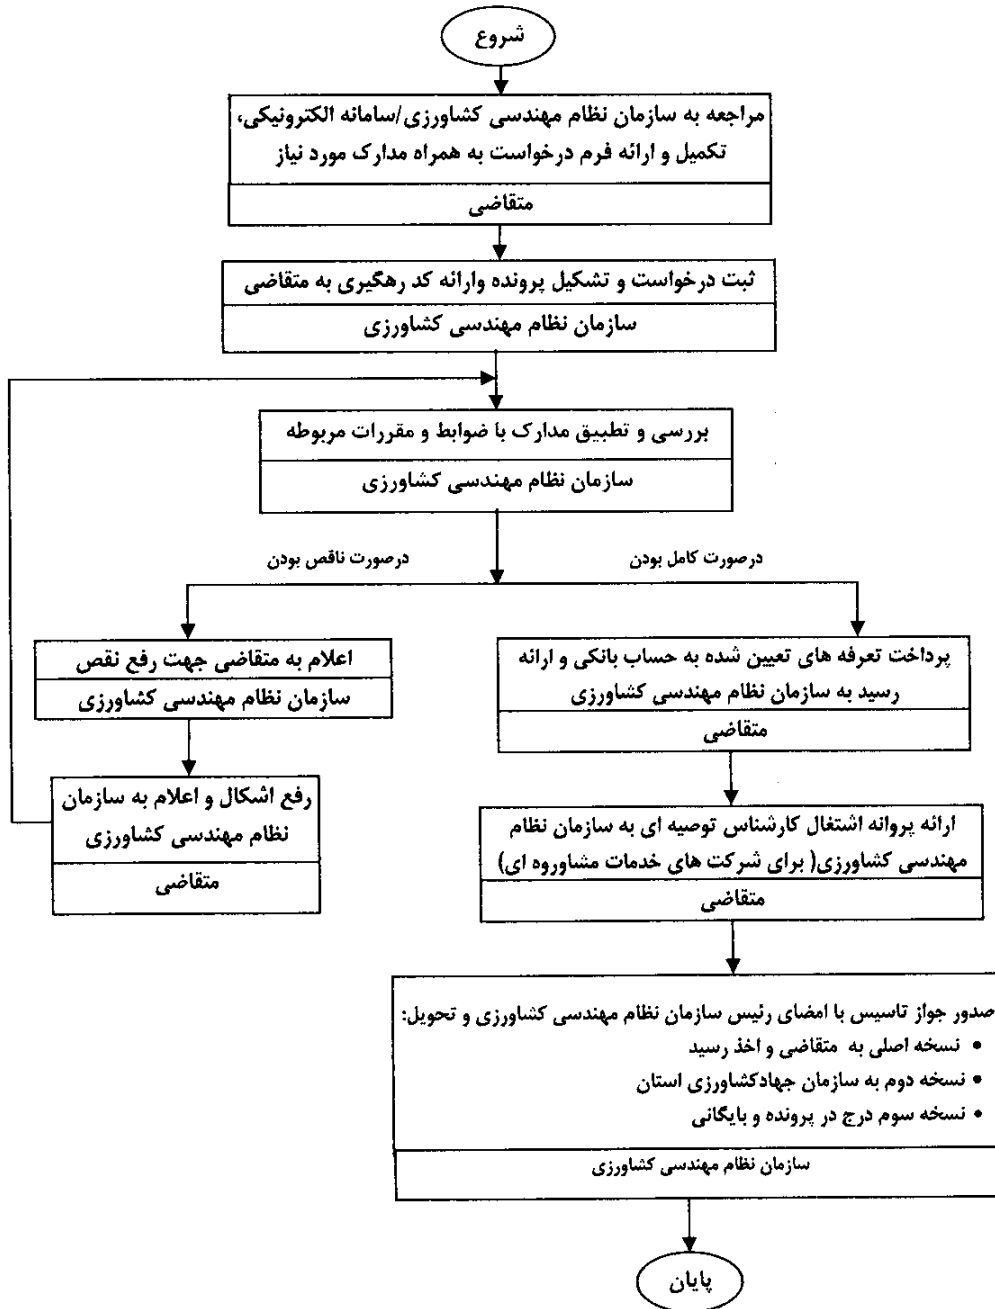 شروع
مراجعه به سازمان نظام مهندسی کشاورزی/سامانه الکترونیکی،
تکمیل و ارائه فرم درخواست به همراه مدارک مورد نیاز
متقاضی
ثبت درخواست و تشکیل پرونده وارائه کد رهگیری به متقاضی
سازمان نظام مهندسی کشاورزی
بررسی و تطبیق مدارک با ضوابط و مقررات مربوطه
سازمان نظام مهندسی کشاورزی
درصورت کامل بودن
درصورت ناقص بودن
پرداخت تعرفه های تعیین شده به حساب بانکی و ارائه
رسید به سازمان نظام مهندسی کشاورزی
متقاضی
اعلام به متقاضی جهت رفع نقص
سازمان نظام مهندسی کشاورزی
رفع اشکال و اعلام به سازمان
نظام مهندسی کشاورزی
متقاضی
ارائه پروانه اشتغال کارشناس توصیه ای به سازمان نظام
مهندسی کشاورزی( برای شرکت های خدمات مشاوروه ای)
متقاضی
صدور جواز تاسیس با امضای رئیس سازمان نظام مهندسی کشاورزی و تحویل:
• نسخه اصلی به متقاضی و اخذ رسید
• نسخه دوم به سازمان جهادکشاورزی استان
• نسخه سوم درج در پرونده و بایگانی
سازمان نظام مهندسی کشاورزی
پایان